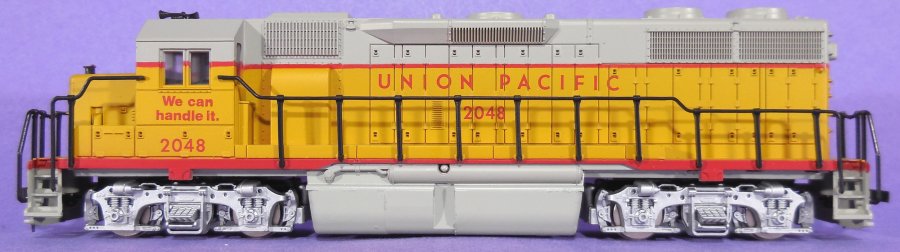 UNION PACIFIC
We can
handle it.
2048
2048